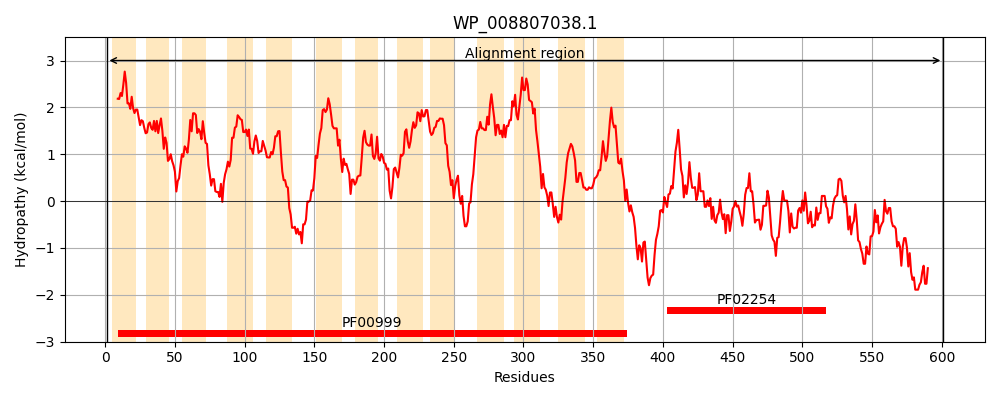 WP_008807038.1
Alignment region
Hydropathy (kcal/mol)
3
2
1
0
−1
−2
−3
PF02254
PF00999
0 50 100 150 200 250 300 350 400 450 500 550 600
Residues